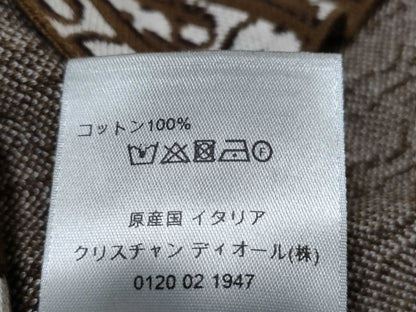 コットン100%
原産国 イタリア
クリスチャン ディオール(株)
0120 02 1947